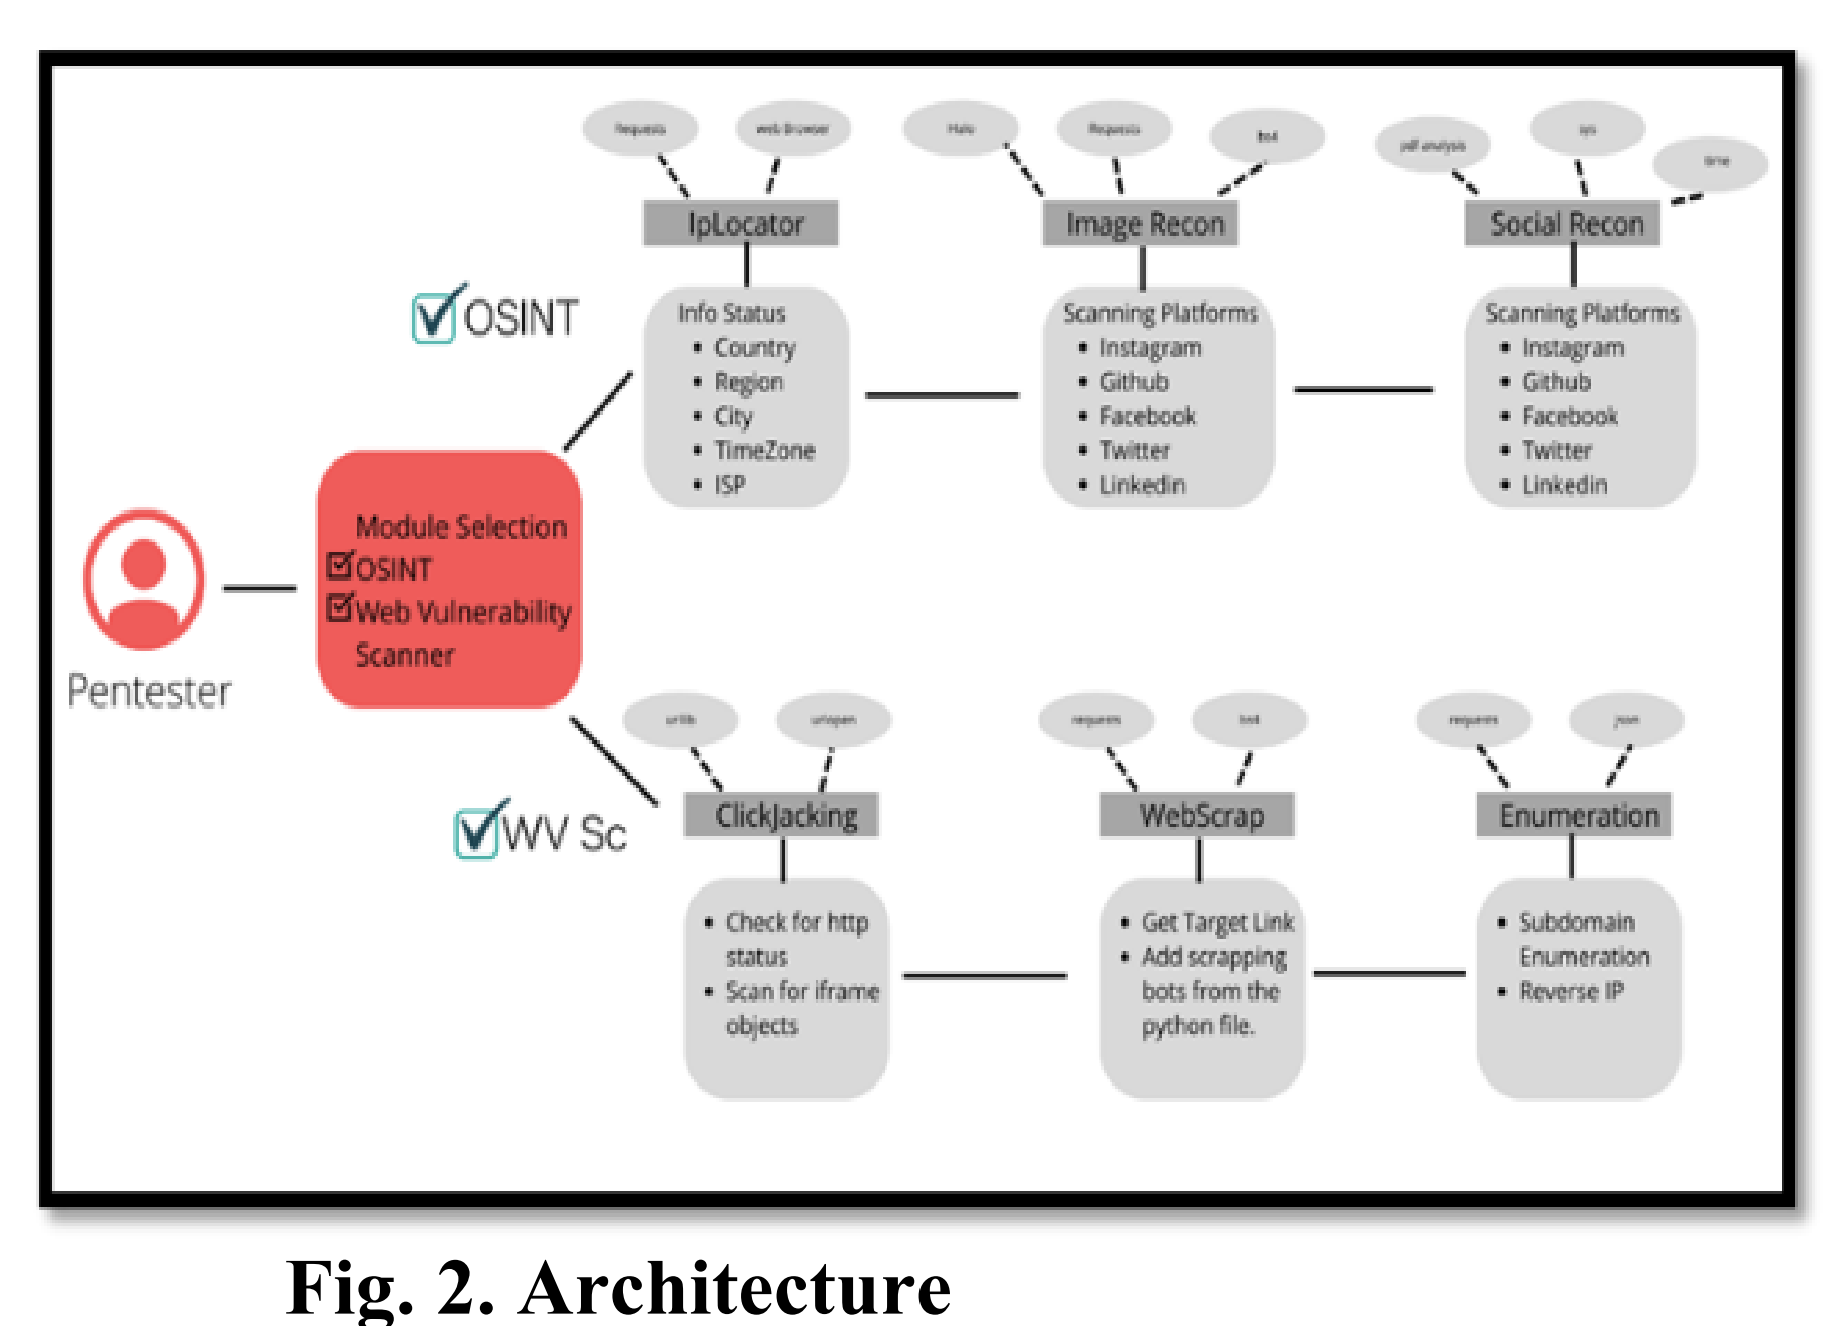 Requests
web Browser
Halo
Requests
bs4
pdf analysis
sys
time
IpLocator
Image Recon
Social Recon
OSINT
Info Status
• Country
• Region
• City
• TimeZone
• ISP
Scanning Platforms
• Instagram
• Github
• Facebook
• Twitter
• Linkedin
Scanning Platforms
• Instagram
• Github
• Facebook
• Twitter
• Linkedin
Module Selection
OSINT
Web Vulnerability
Scanner
Pentester
urllib
urlopen
requests
bs4
requests
json
WV Sc
ClickJacking
WebScrap
Enumeration
• Check for http
status
• Scan for iframe
objects
• Get Target Link
• Add scrapping
bots from the
python file.
• Subdomain
Enumeration
• Reverse IP
Fig. 2. Architecture